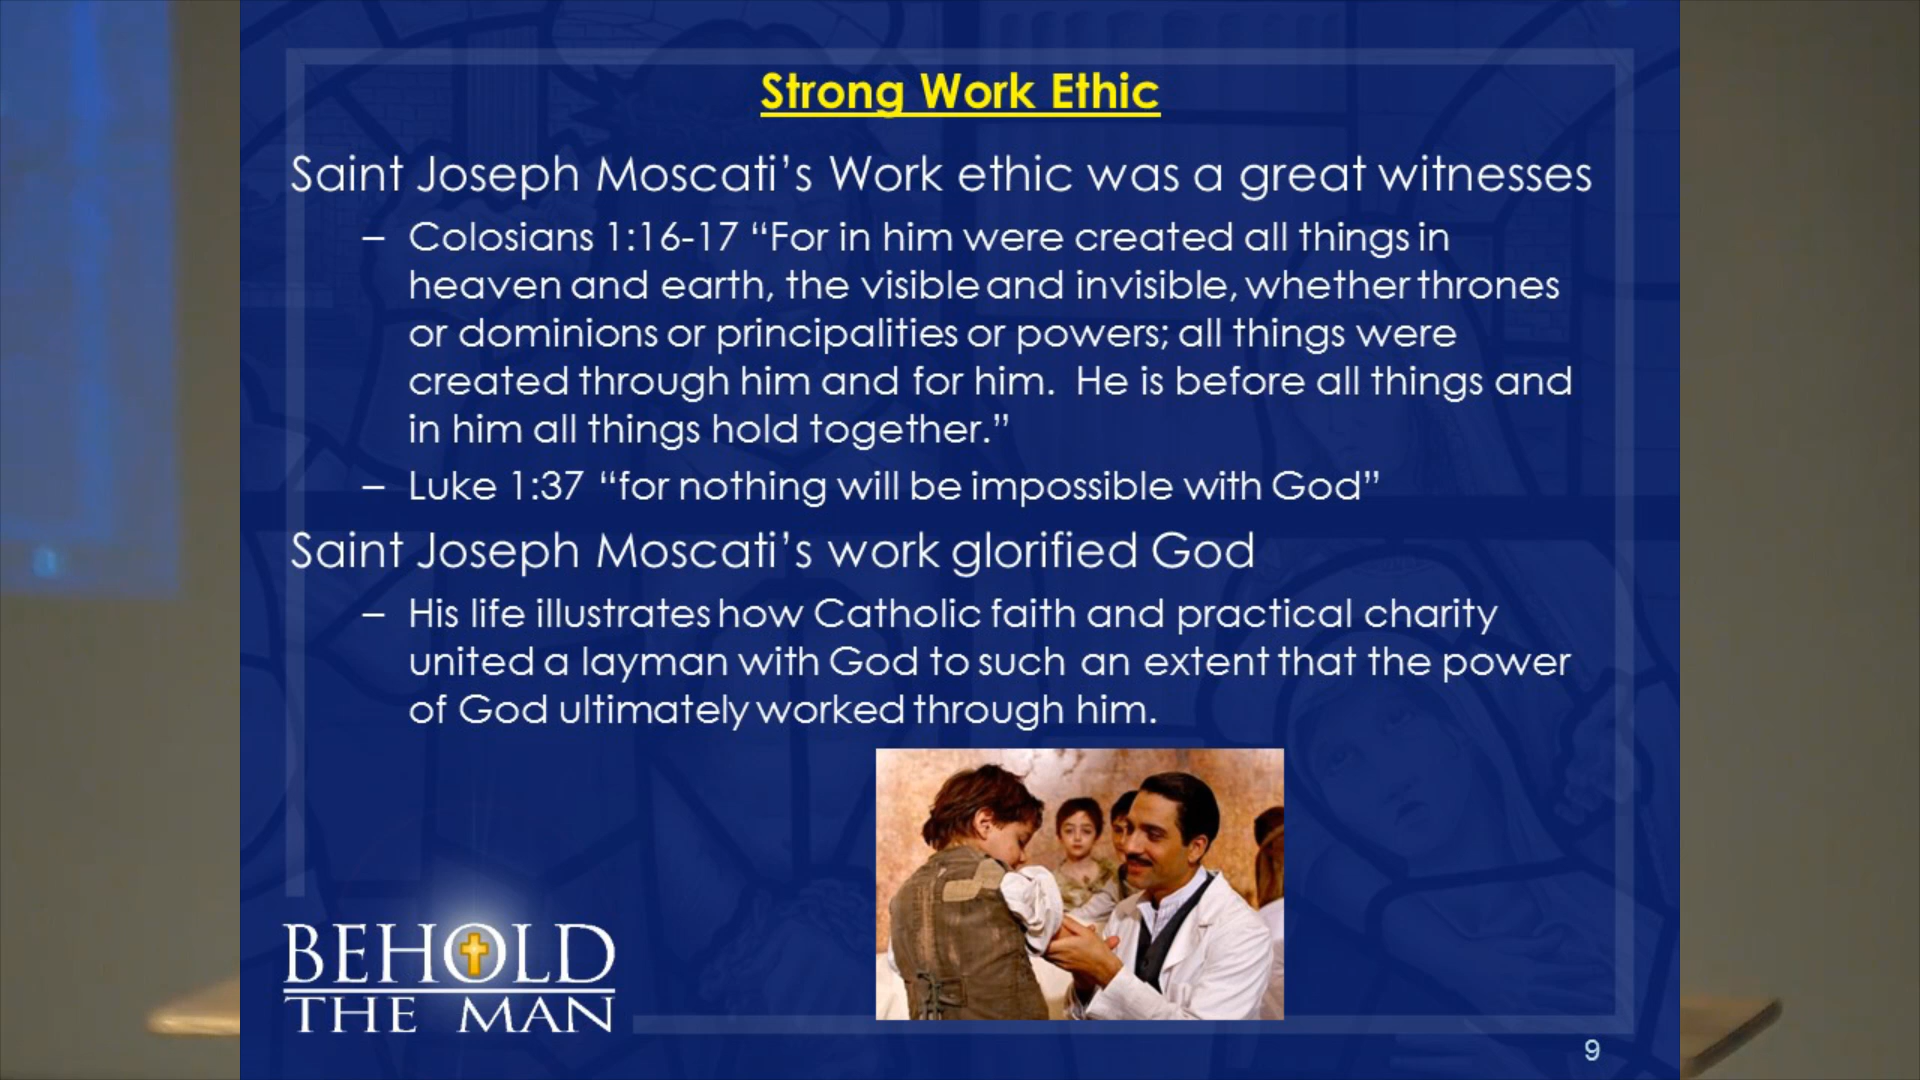 Strong Work Ethic
Saint Joseph Moscati's Work ethic was a great witnesses
– Colosians 1:16-17 “For in him were created all things in
heaven and earth, the visible and invisible, whether thrones
or dominions or principalities or powers; all things were
created through him and for him. He is before all things and
in him all things hold together.”
– Luke 1:37 “for nothing will be impossible with God”
Saint Joseph Moscati's work glorified God
– His life illustrates how Catholic faith and practical charity
united a layman with God to such an extent that the power
of God ultimately worked through him.
BEHOLD
THE MAN
9